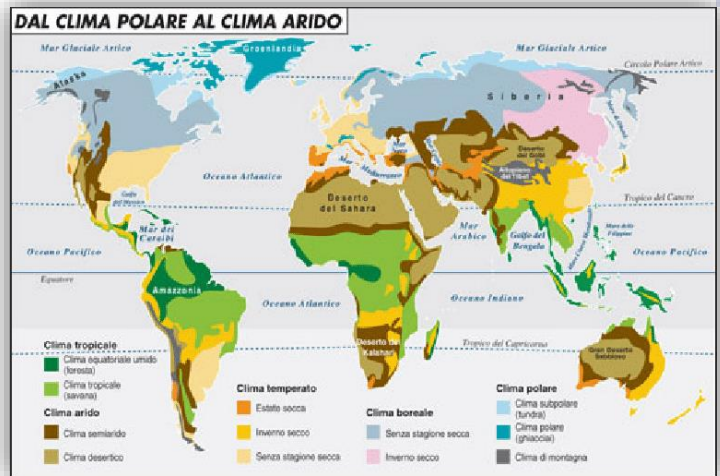 DAL CLIMA POLARE AL CLIMA ARIDO
Mar Glaciale Artico
Groenlandia
Mar Glaciale Artico
Circolo Polare Artico
Alaska
Siberia
Mar
Mar Mediterraneo
Deserto
del Gobi
Altopiano
del Tibet
Oceano Atlantico
Golfo
del Messico
Deserto
del Sahara
Tropico del Cancro
Mar dei
Caraibi
Mar
Arabico
Golfo del
Bengala
Mare delle
Filippine
Oceano Pacifico
Oceano Pacifico
Equatore
Amazzonia
Oceano Atlantico
Oceano Indiano
Deserto del
Kalahari
Tropico del Capricorno
Gran Deserto
Sabbioso
Clima tropicale
Clima equatoriale umido
(foresta)
Clima tropicale
(savana)
Clima arido
Clima semiarido
Clima desertico
Clima temperato
Estate secca
Inverno secco
Senza stagione secca
Clima boreale
Senza stagione secca
Inverno secco
Clima polare
Clima subpolare
(tundra)
Clima polare
(ghiacciai)
Clima di montagna